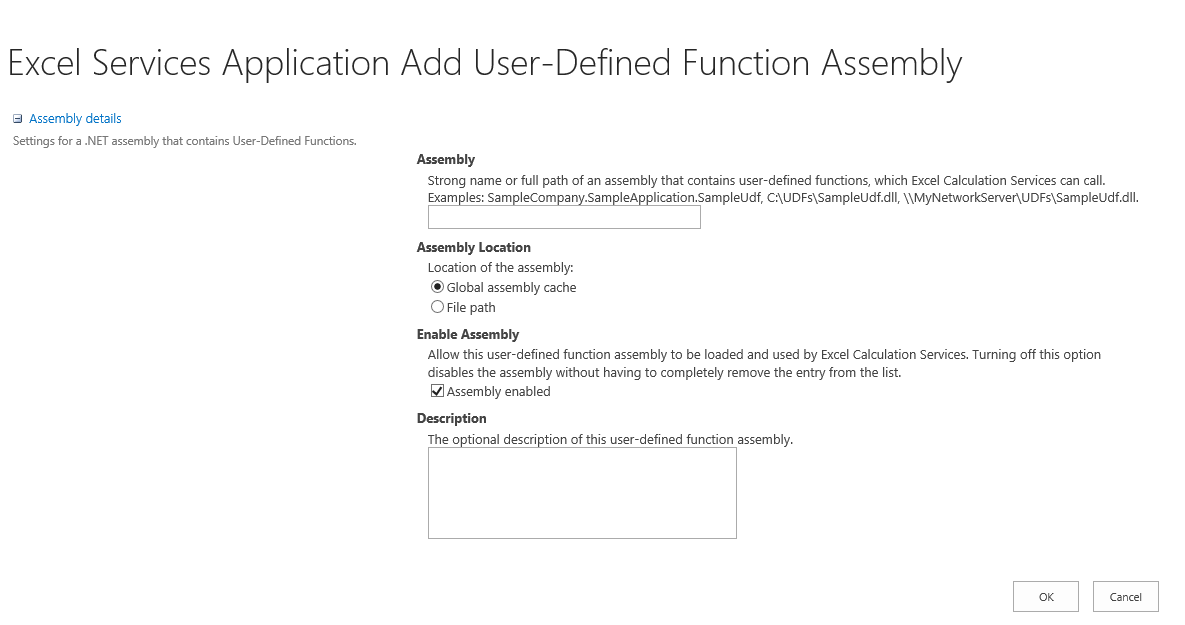 Excel Services Application Add User-Defined Function Assembly
Assembly details
Settings for a .NET assembly that contains User-Defined Functions.
Assembly
Strong name or full path of an assembly that contains user-defined functions, which Excel Calculation Services can call.
Examples: SampleCompany.SampleApplication.SampleUdf, C:\UDFs\SampleUdf.dll, \\MyNetworkServer\UDFs\SampleUdf.dll.
Assembly Location
Location of the assembly:
Global assembly cache
File path
Enable Assembly
Allow this user-defined function assembly to be loaded and used by Excel Calculation Services. Turning off this option
disables the assembly without having to completely remove the entry from the list.
Assembly enabled
Description
The optional description of this user-defined function assembly.
OK
Cancel